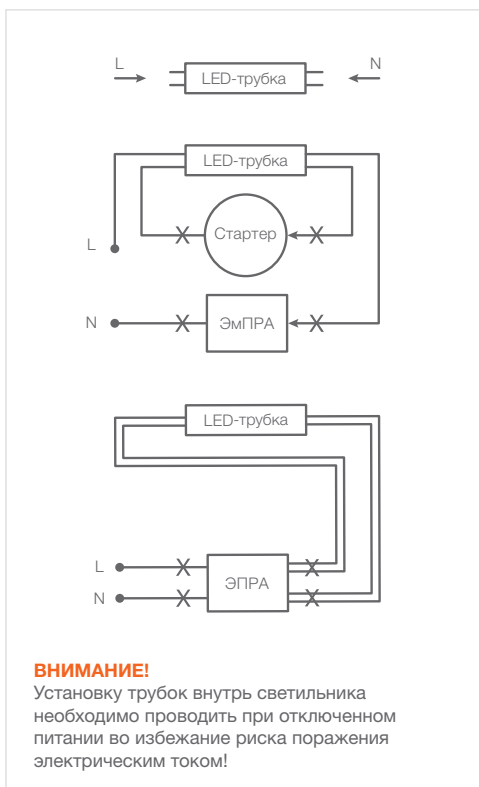 L
N
LED-трубка
LED-трубка
Стартер
L
N
ЭмПРА
LED-трубка
L
N
ЭПРА
ВНИМАНИЕ!
Установку трубок внутрь светильника
необходимо проводить при отключенном
питании во избежание риска поражения
электрическим током!